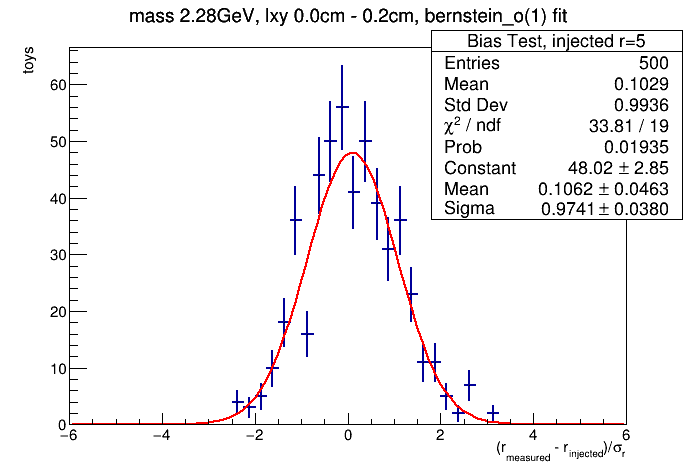 mass 2.28GeV, lxy 0.0cm - 0.2cm, bernstein_o(1) fit
Bias Test, injected r=5
Entries 500
Mean 0.1029
Std Dev 0.9936
χ² / ndf 33.81 / 19
Prob 0.01935
Constant 48.02 ± 2.85
Mean 0.1062 ± 0.0463
Sigma 0.9741 ± 0.0380
toys
60
50
40
30
20
10
0
−6 −4 −2 0 2 4 6
(r_measured - r_injected)/σ_r